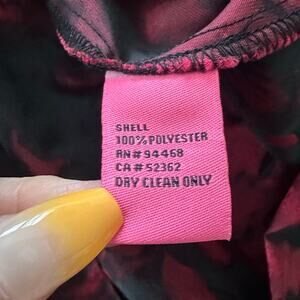 SHELL
100% POLYESTER
RN# 94468
CA# 52362
DRY CLEAN ONLY